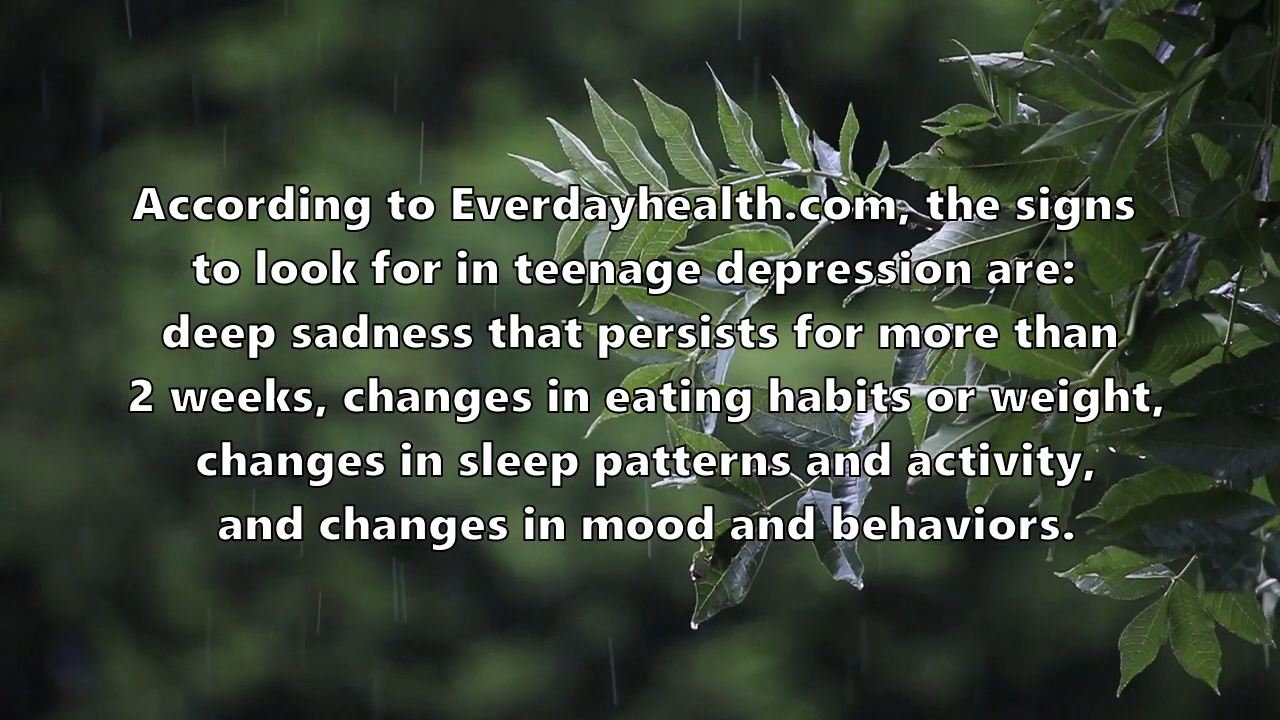 According to Everdayhealth.com, the signs
to look for in teenage depression are:
deep sadness that persists for more than
2 weeks, changes in eating habits or weight,
changes in sleep patterns and activity,
and changes in mood and behaviors.